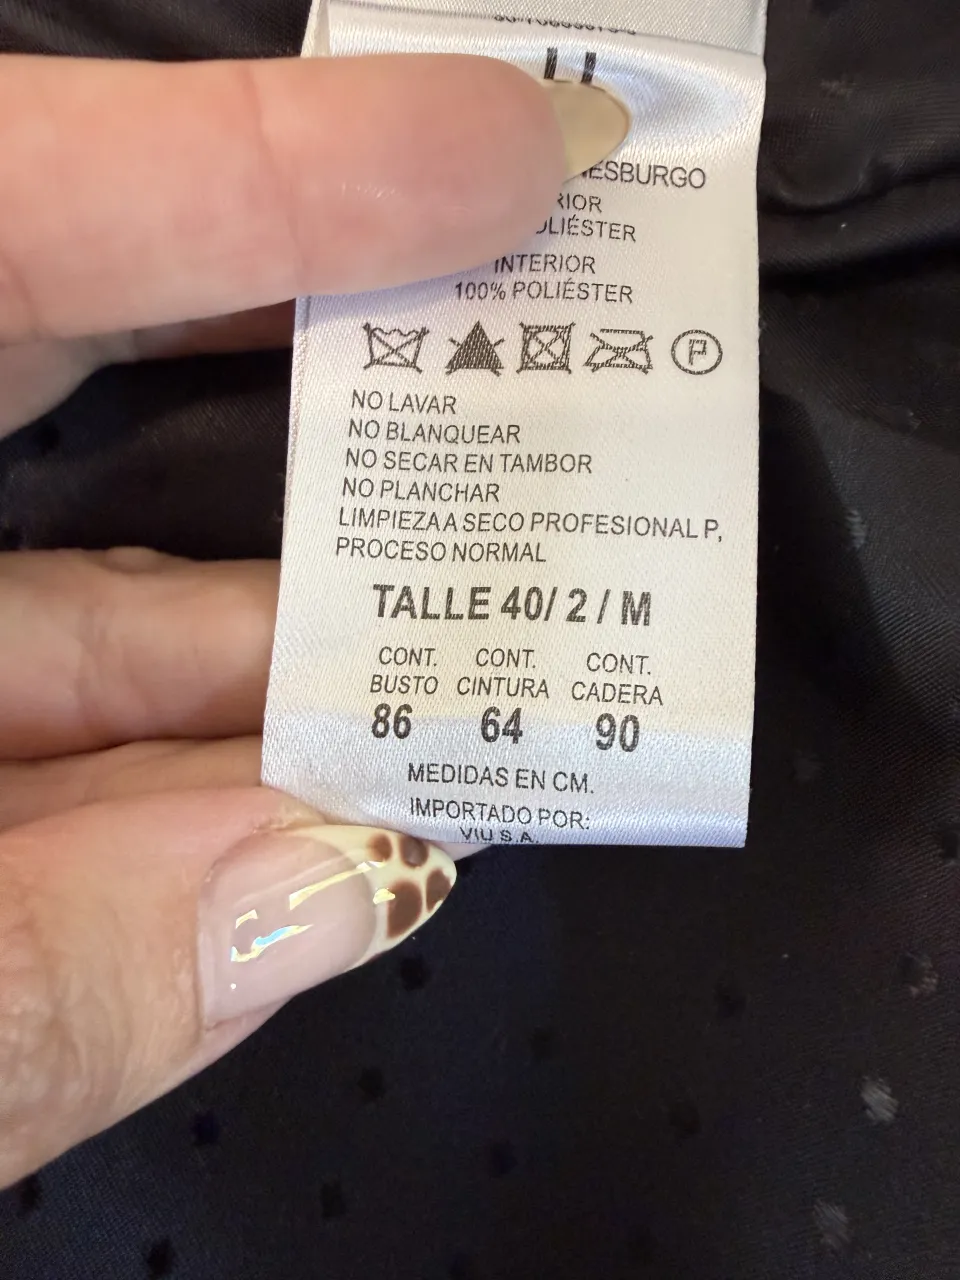 INTERIOR
100% POLIÉSTER
P
NO LAVAR
NO BLANQUEAR
NO SECAR EN TAMBOR
NO PLANCHAR
LIMPIEZA A SECO PROFESIONAL P,
PROCESO NORMAL
TALLE 40/ 2 / M
CONT. CONT. CONT.
BUSTO CINTURA CADERA
86 64 90
MEDIDAS EN CM.
IMPORTADO POR:
VIU S.A.